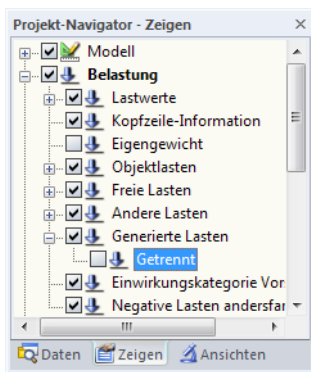 Projekt-Navigator - Zeigen
Modell
Belastung
Lastwerte
Kopfzeile-Information
Eigengewicht
Objektlasten
Freie Lasten
Andere Lasten
Generierte Lasten
Getrennt
Einwirkungskategorie Vor
Negative Lasten andersfar
Daten Zeigen Ansichten